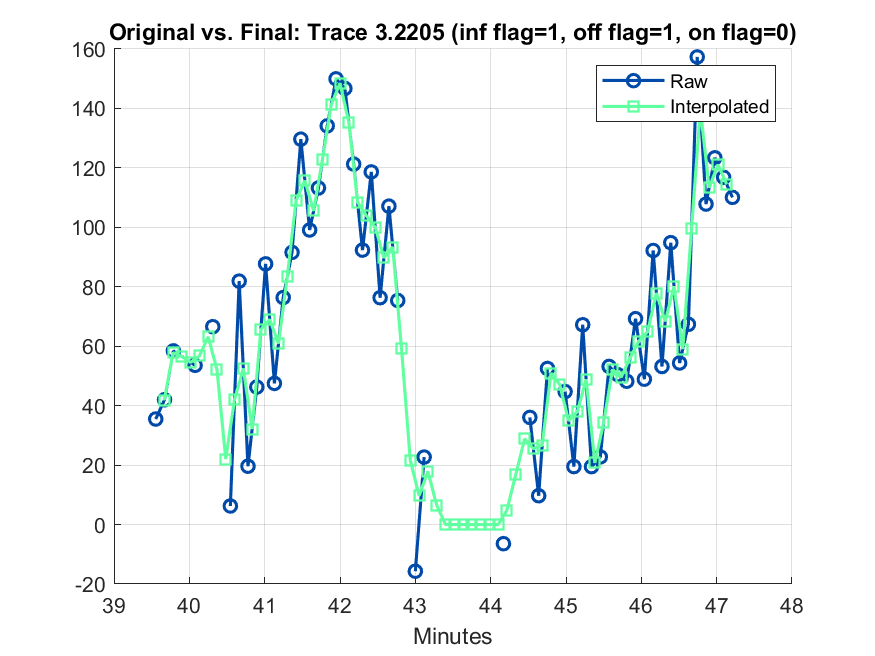 Original vs. Final: Trace 3.2205 (inf flag=1, off flag=1, on flag=0)
160
140
120
100
80
60
40
20
0
-20
Raw
Interpolated
39 40 41 42 43 44 45 46 47 48
Minutes